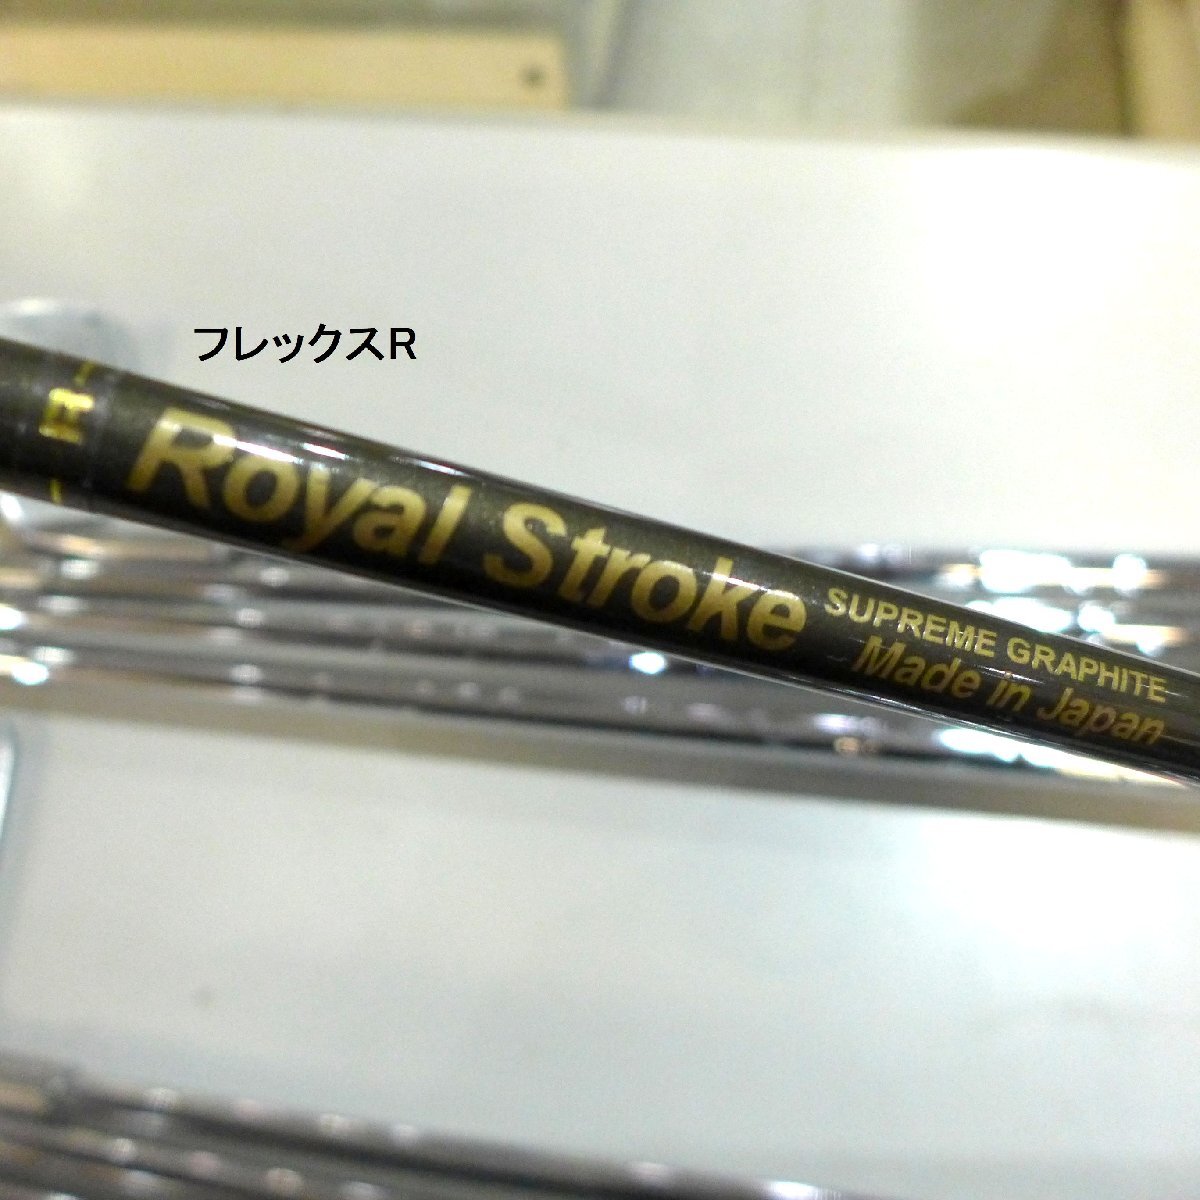 フレックスR
R
Royal Stroke
SUPREME GRAPHITE
Made in Japan